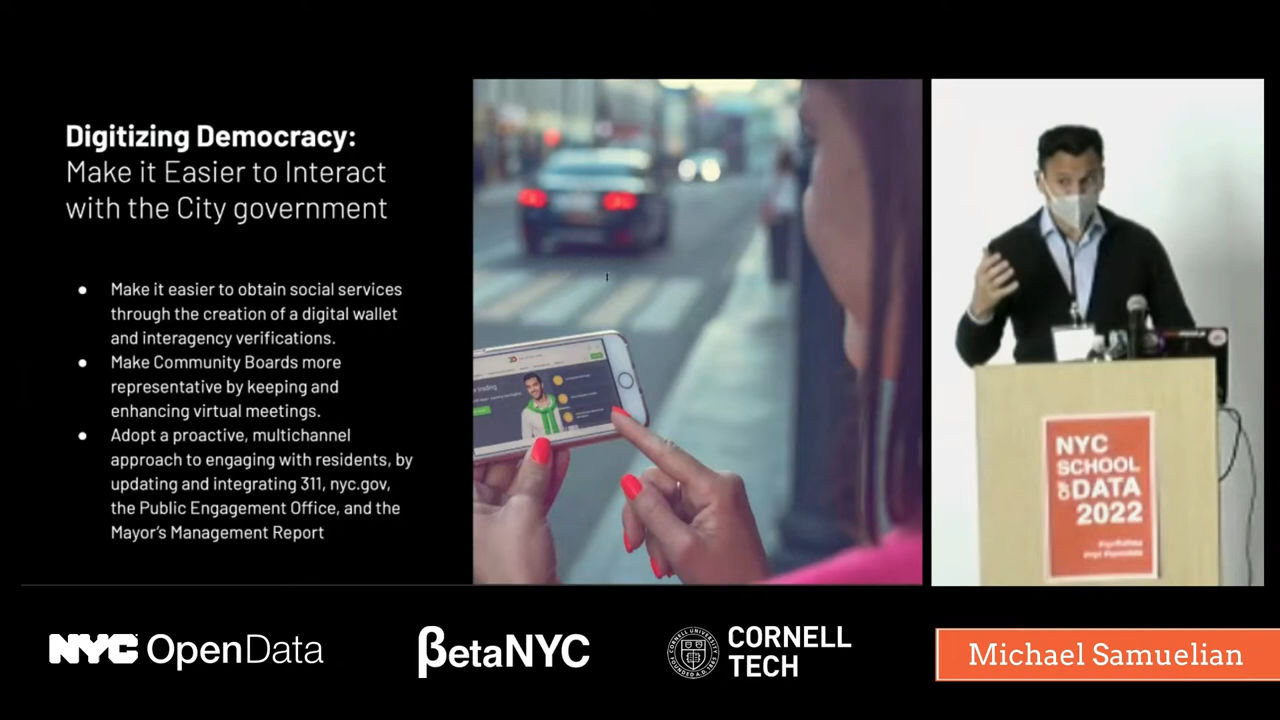 Digitizing Democracy:
Make it Easier to Interact
with the City government
● Make it easier to obtain social services
through the creation of a digital wallet
and interagency verifications.
● Make Community Boards more
representative by keeping and
enhancing virtual meetings.
● Adopt a proactive, multichannel
approach to engaging with residents, by
updating and integrating 311, nyc.gov,
the Public Engagement Office, and the
Mayor's Management Report
NYC
SCHOOL
OF DATA
2022
NYC OpenData
βetaNYC
CORNELL
TECH
Michael Samuelian